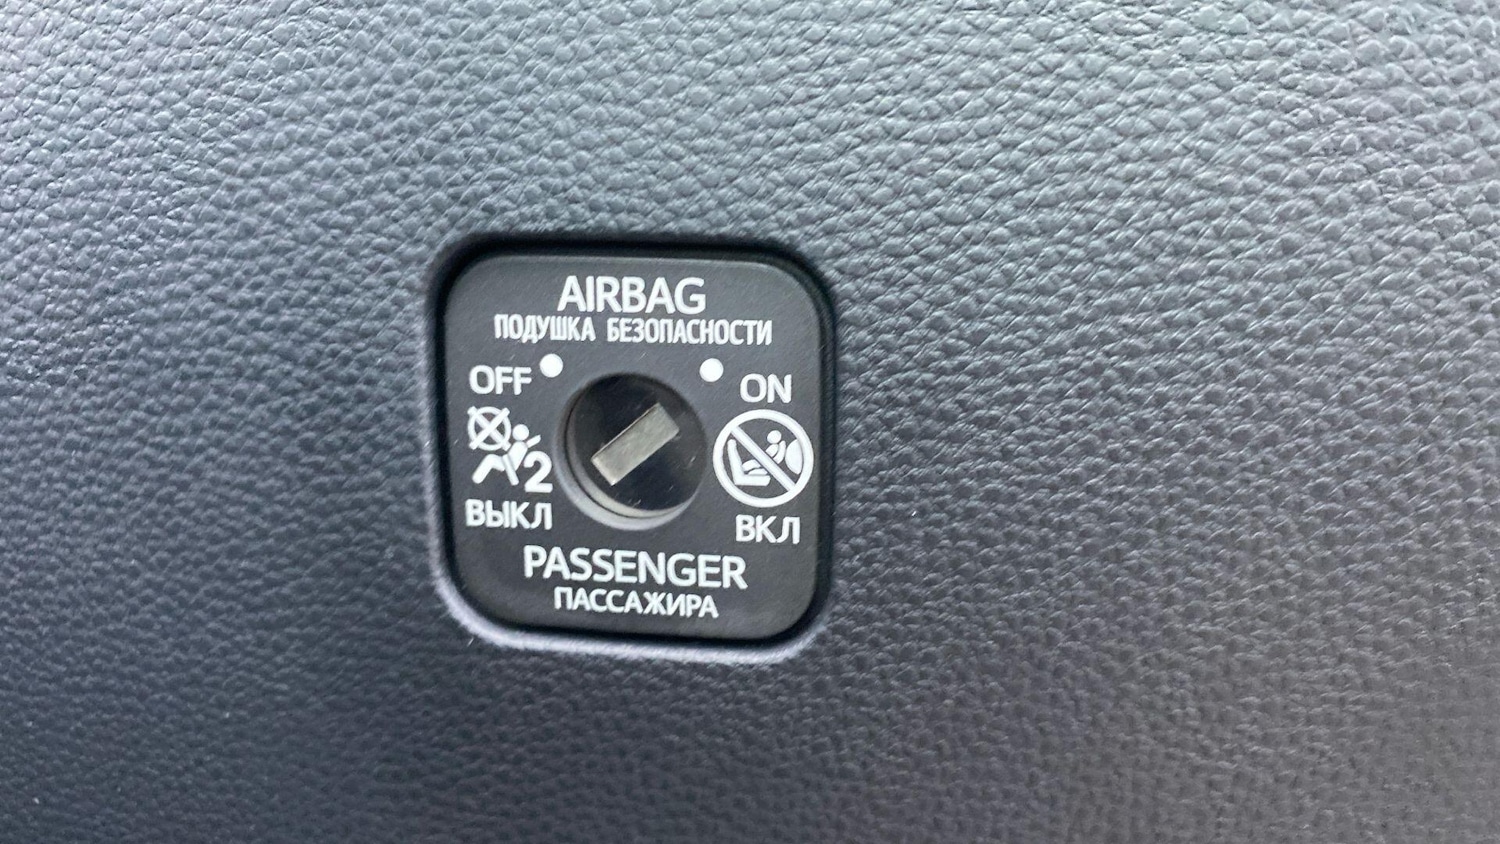 AIRBAG
ПОДУШКА БЕЗОПАСНОСТИ
OFF
ON
2
ВЫКЛ
ВКЛ
PASSENGER
ПАССАЖИРА